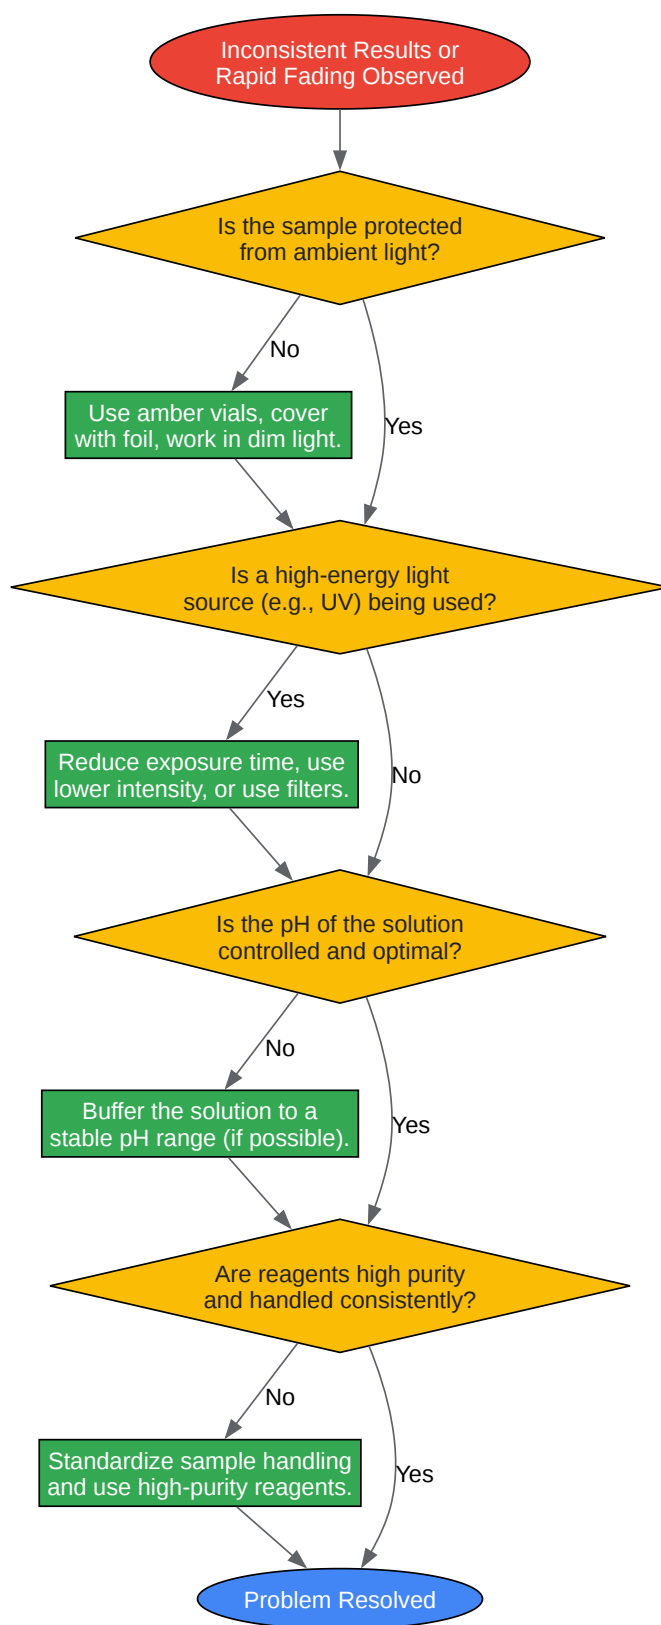 Inconsistent Results or
Rapid Fading Observed
Is the sample protected
from ambient light?
No
Use amber vials, cover
with foil, work in dim light.
Yes
Is a high-energy light
source (e.g., UV) being used?
Yes
Reduce exposure time, use
lower intensity, or use filters.
No
Is the pH of the solution
controlled and optimal?
No
Buffer the solution to a
stable pH range (if possible).
Yes
Are reagents high purity
and handled consistently?
No
Standardize sample handling
and use high-purity reagents.
Yes
Problem Resolved